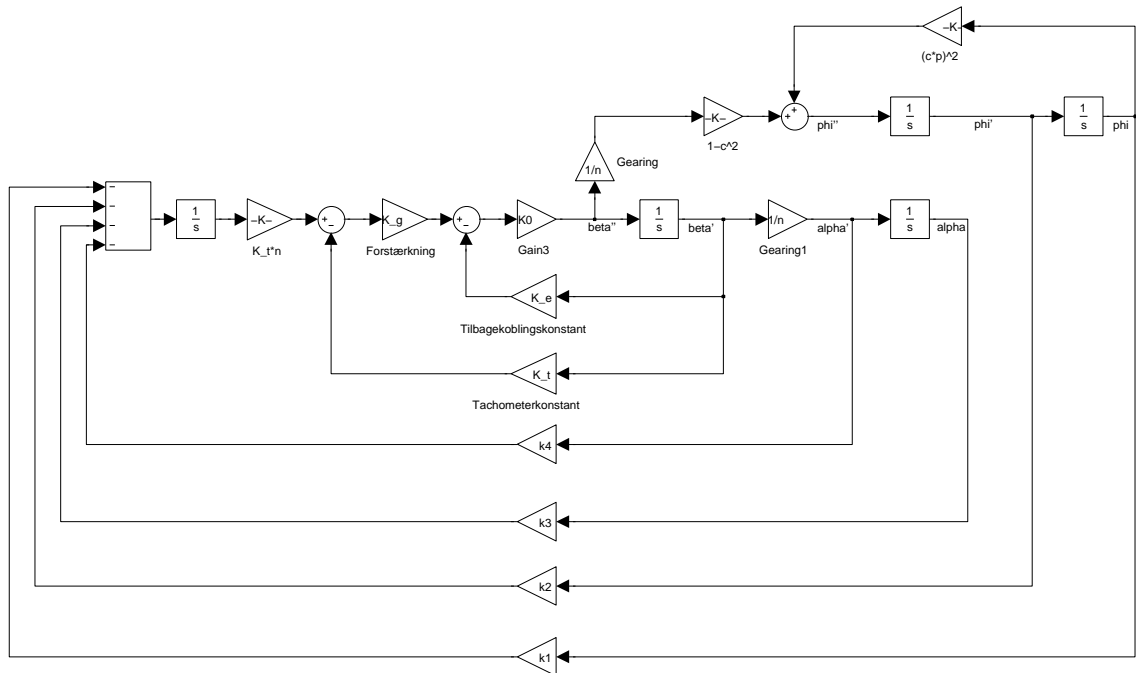 –K–
(c*p)^2
+
+
–K–
1–c^2
phi''
1
s
phi'
1
s
phi
1/n
Gearing
–
–
–
–
1
s
–K–
K_t*n
+
–
K_g
Forstærkning
+
–
K0
Gain3
beta''
1
s
beta'
1/n
Gearing1
alpha'
1
s
alpha
K_e
Tilbagekoblingskonstant
K_t
Tachometerkonstant
k4
k3
k2
k1